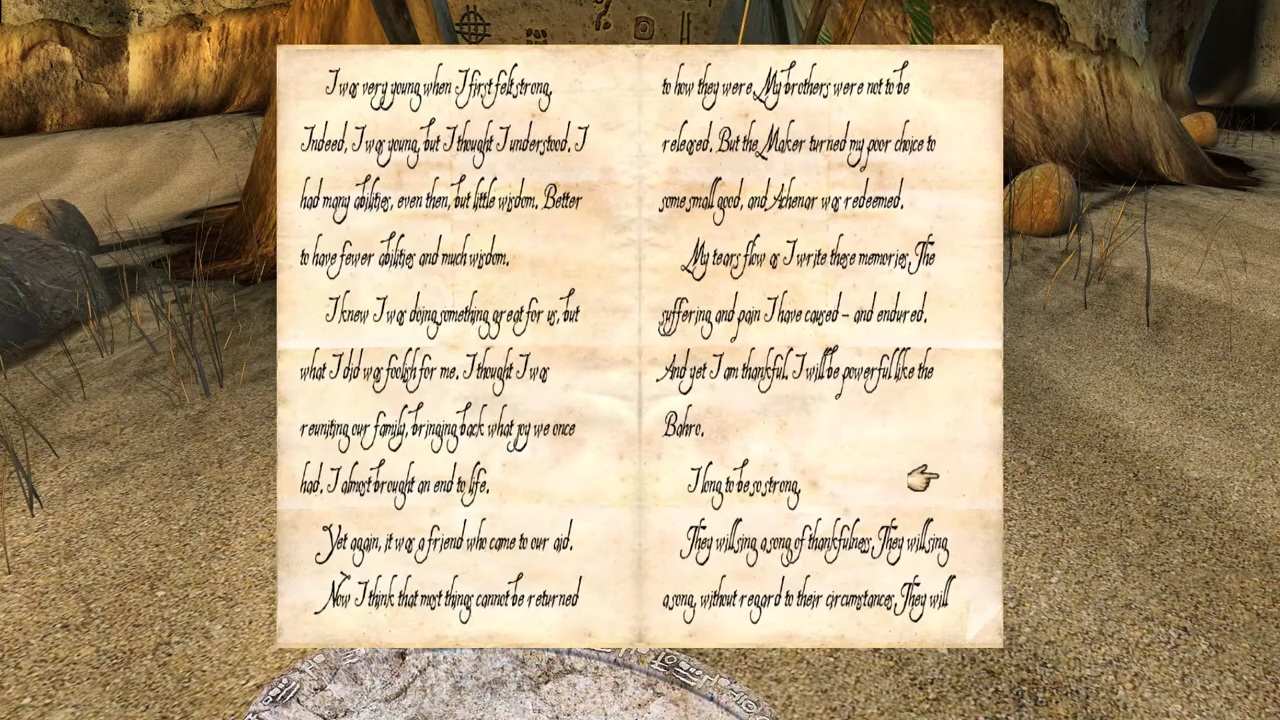 I was very young when I first felt strong.
Indeed, I was young, but I thought I understood. I
had many abilities, even then, but little wisdom. Better
to have fewer abilities and much wisdom.
I knew I was doing something great for us, but
what I did was foolish for me. I thought I was
reuniting our family, bringing back what joy we once
had. I almost brought an end to life.
Yet again, it was a friend who came to our aid.
Now I think that most things cannot be returned
to how they were. My brothers were not to be
released. But the Maker turned my poor choice to
some small good, and Achenar was redeemed.
My tears flow as I write these memories. The
suffering and pain I have caused – and endured.
And yet I am thankful. I will be powerful like the
Bahro.
I long to be so strong.
They will sing a song of thankfulness. They will sing
a song, without regard to their circumstances. They will